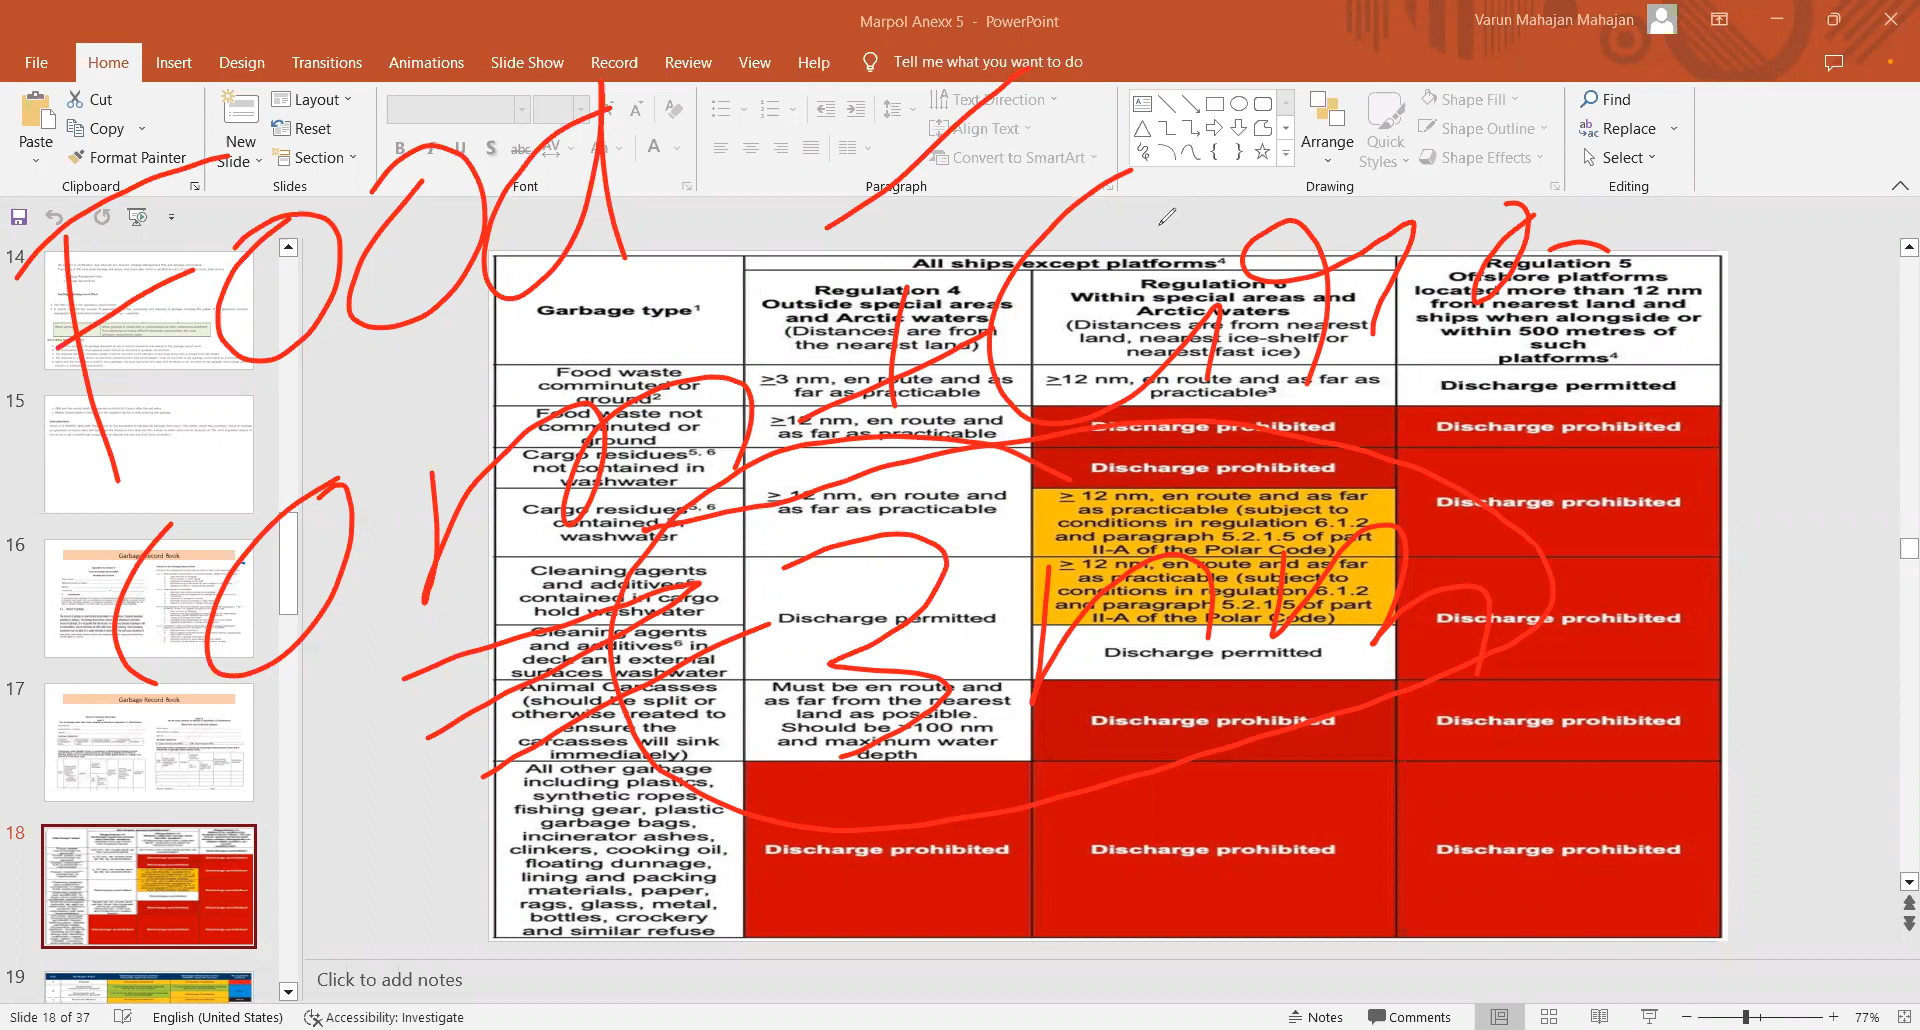 Marpol Anexx 5 - PowerPoint
Varun Mahajan Mahajan
File Home Insert Design Transitions Animations Slide Show Record Review View Help Tell me what you want to do
Paste
Cut
Copy
Format Painter
Clipboard
New Slide
Layout
Reset
Section
Slides
Font
Text Direction
Align Text
Convert to SmartArt
Paragraph
Arrange
Quick Styles
Shape Fill
Shape Outline
Shape Effects
Drawing
Find
Replace
Select
Editing
14
15
16
Garbage Record Book
17
Garbage Record Book
18
19
Food
Cargo
3
All ships except platforms⁴
Garbage type¹
Regulation 4
Outside special areas
and Arctic waters
(Distances are from
the nearest land)
Regulation 6
Within special areas and
Arctic waters
(Distances are from nearest
land, nearest ice-shelf or
nearest fast ice)
Regulation 5
Offshore platforms
located more than 12 nm
from nearest land and
ships when alongside or
within 500 metres of
such
platforms⁴
Food waste
comminuted or
ground²
≥3 nm, en route and as
far as practicable
≥12 nm, en route and as far as
practicable³
Discharge permitted
Food waste not
comminuted or
ground
≥12 nm, en route and
as far as practicable
Discharge prohibited
Discharge prohibited
Cargo residues⁵, ⁶
not contained in
washwater
Discharge prohibited
Cargo residues⁵, ⁶
contained in
washwater
≥ 12 nm, en route and
as far as practicable
≥ 12 nm, en route and as far
as practicable (subject to
conditions in regulation 6.1.2
and paragraph 5.2.1.5 of part
II-A of the Polar Code)
Discharge prohibited
Cleaning agents
and additives⁶
contained in cargo
hold washwater
Discharge permitted
≥ 12 nm, en route and as far
as practicable (subject to
conditions in regulation 6.1.2
and paragraph 5.2.1.5 of part
II-A of the Polar Code)
Discharge prohibited
Cleaning agents
and additives⁶ in
deck and external
surfaces washwater
Discharge permitted
Animal Carcasses
(should be split or
otherwise treated to
ensure the
carcasses will sink
immediately)
Must be en route and
as far from the nearest
land as possible.
Should be >100 nm
and maximum water
depth
Discharge prohibited
Discharge prohibited
All other garbage
including plastics,
synthetic ropes,
fishing gear, plastic
garbage bags,
incinerator ashes,
clinkers, cooking oil,
floating dunnage,
lining and packing
materials, paper,
rags, glass, metal,
bottles, crockery
and similar refuse
Discharge prohibited
Discharge prohibited
Discharge prohibited
Click to add notes
Slide 18 of 37 English (United States) Accessibility: Investigate Notes Comments 77%